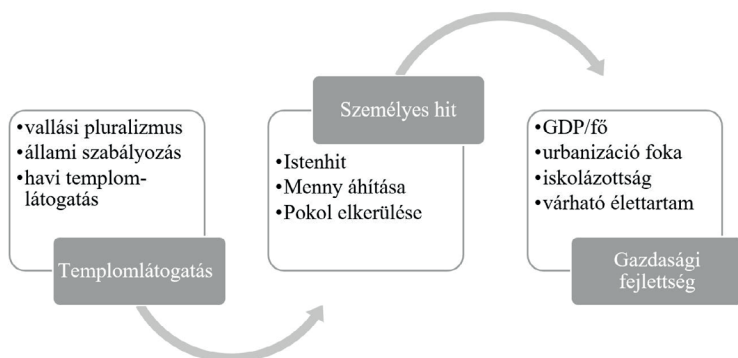 •vallási pluralizmus
•állami szabályozás
•havi templom-
látogatás
Templomlátogatás
Személyes hit
•Istenhit
•Menny áhítása
•Pokol elkerülése
•GDP/fő
•urbanizáció foka
•iskolázottság
•várható élettartam
Gazdasági
fejlettség